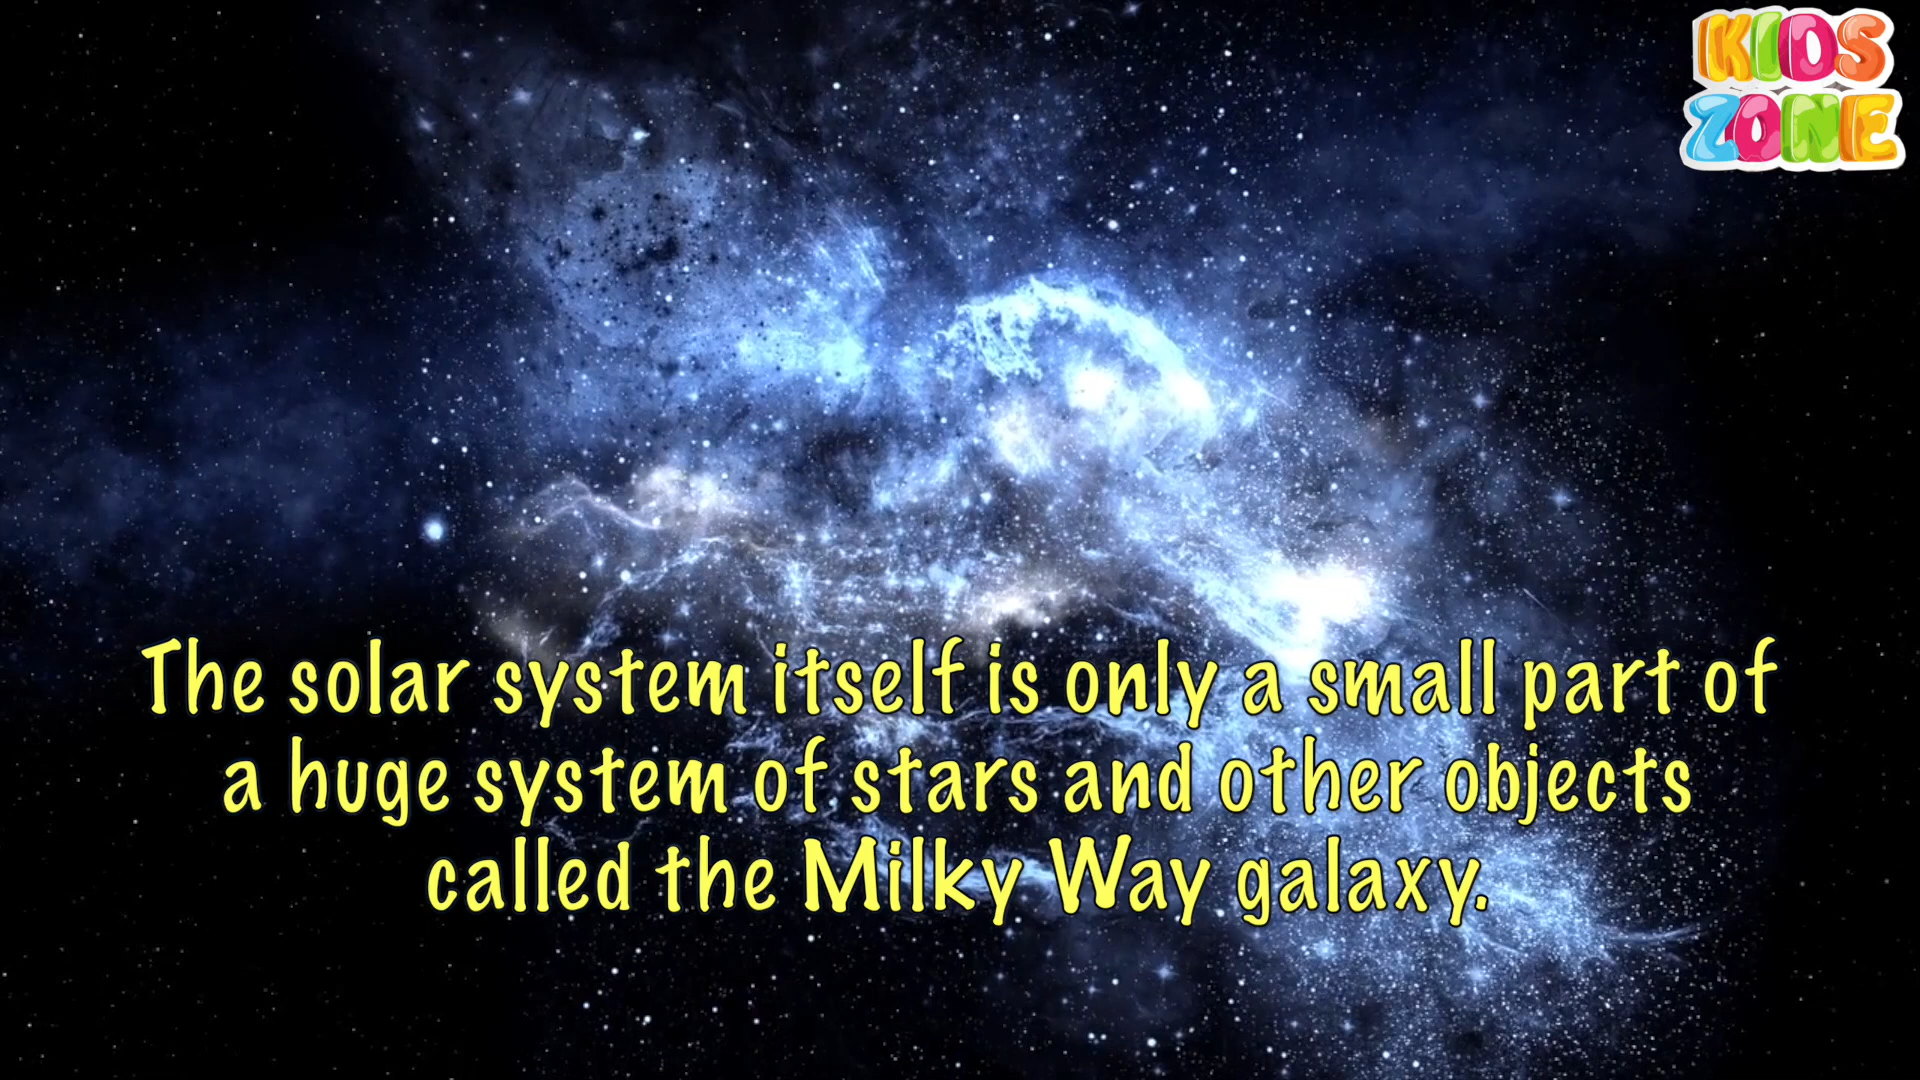 KIDS
ZONE
The solar system itself is only a small part of
a huge system of stars and other objects
called the Milky Way galaxy.